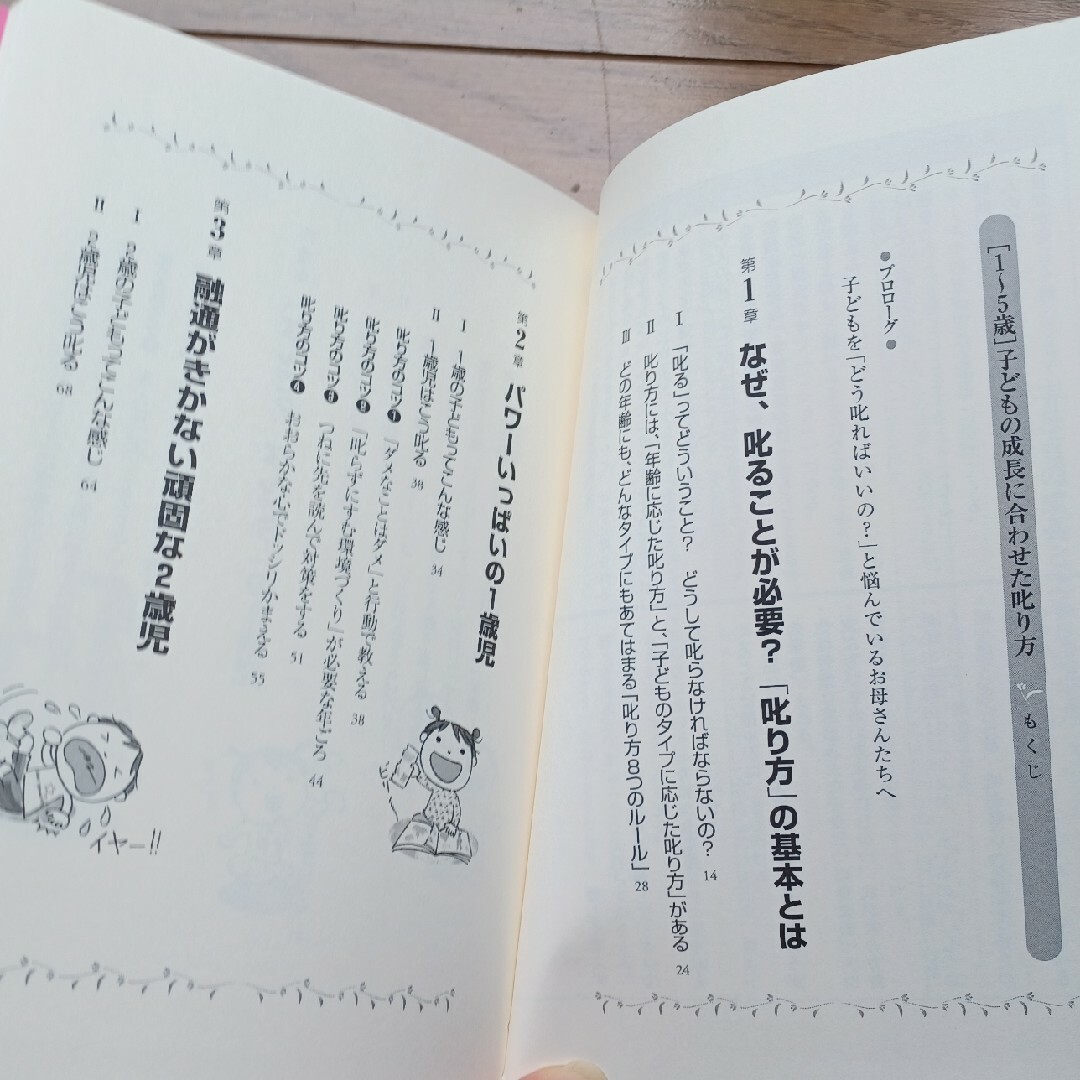 [1〜5歳]子どもの成長に合わせた叱り方 もくじ
●プロローグ●
子どもを「どう叱ればいいの?」と悩んでいるお母さんたちへ
第1章 なぜ、叱ることが必要?「叱り方」の基本とは
Ⅰ 「叱る」ってどういうこと? どうして叱らなければならないの? 14
Ⅱ 叱り方には、「年齢に応じた叱り方」と、「子どものタイプに応じた叱り方」がある 24
Ⅲ どの年齢にも、どんなタイプにもあてはまる「叱り方8つのルール」 28
第2章 パワーいっぱいの1歳児
Ⅰ 1歳の子どもってこんな感じ 34
Ⅱ 1歳児はこう叱る 38
叱り方のコツ❶ 「ダメなことはダメ」と行動で教える 38
叱り方のコツ❷ 「叱らずにすむ環境づくり」が必要な年ごろ 44
叱り方のコツ❸ つねに先を読んで対策をする 51
叱り方のコツ❹ おおらかな心でドッシリかまえる 55
第3章 融通がきかない頑固な2歳児
Ⅰ 2歳の子どもってこんな感じ 64
Ⅱ 2歳児はこう叱る 68
ビリ
イヤー!!